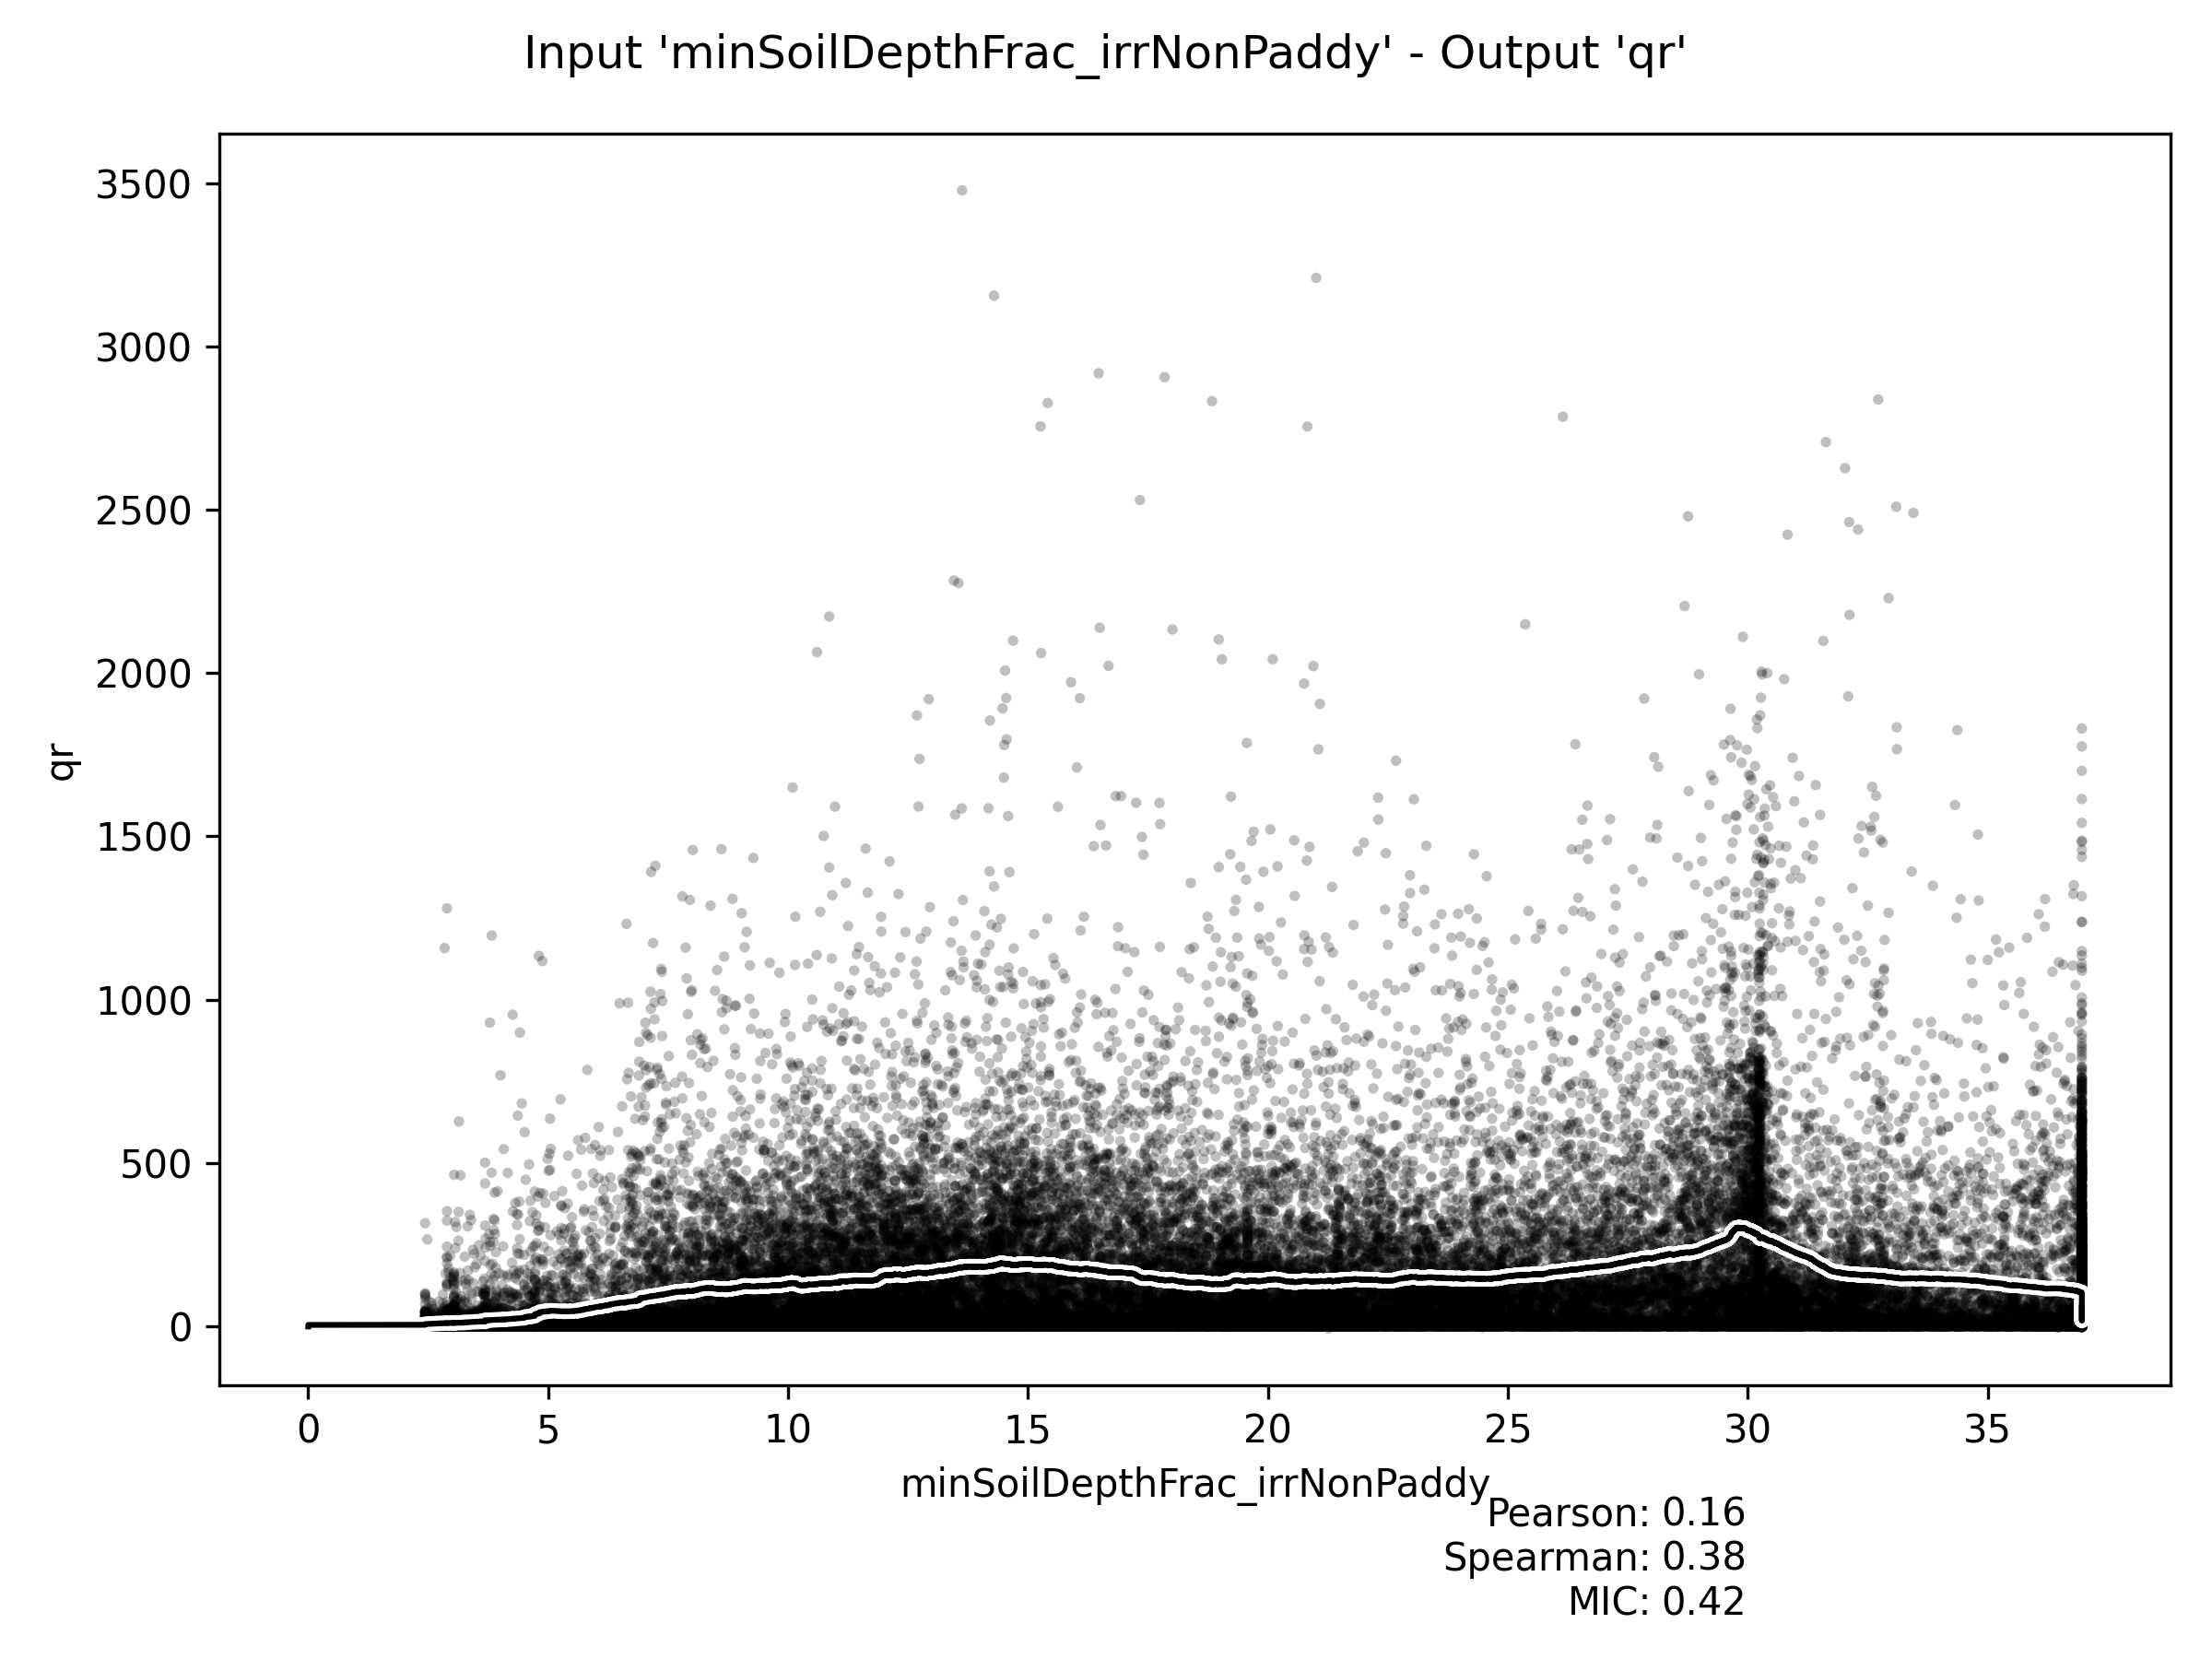 Input 'minSoilDepthFrac_irrNonPaddy' - Output 'qr'
3500
3000
2500
2000
1500
1000
500
0
qr
0 5 10 15 20 25 30 35
minSoilDepthFrac_irrNonPaddy
Pearson: 0.16
Spearman: 0.38
MIC: 0.42